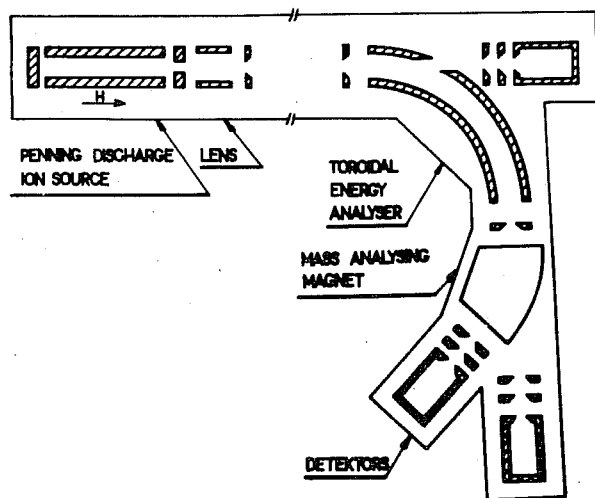 H
PENNING DISCHARGE
ION SOURCE
LENS
TOROIDAL
ENERGY
ANALYSER
MASS ANALYSING
MAGNET
DETEKTORS